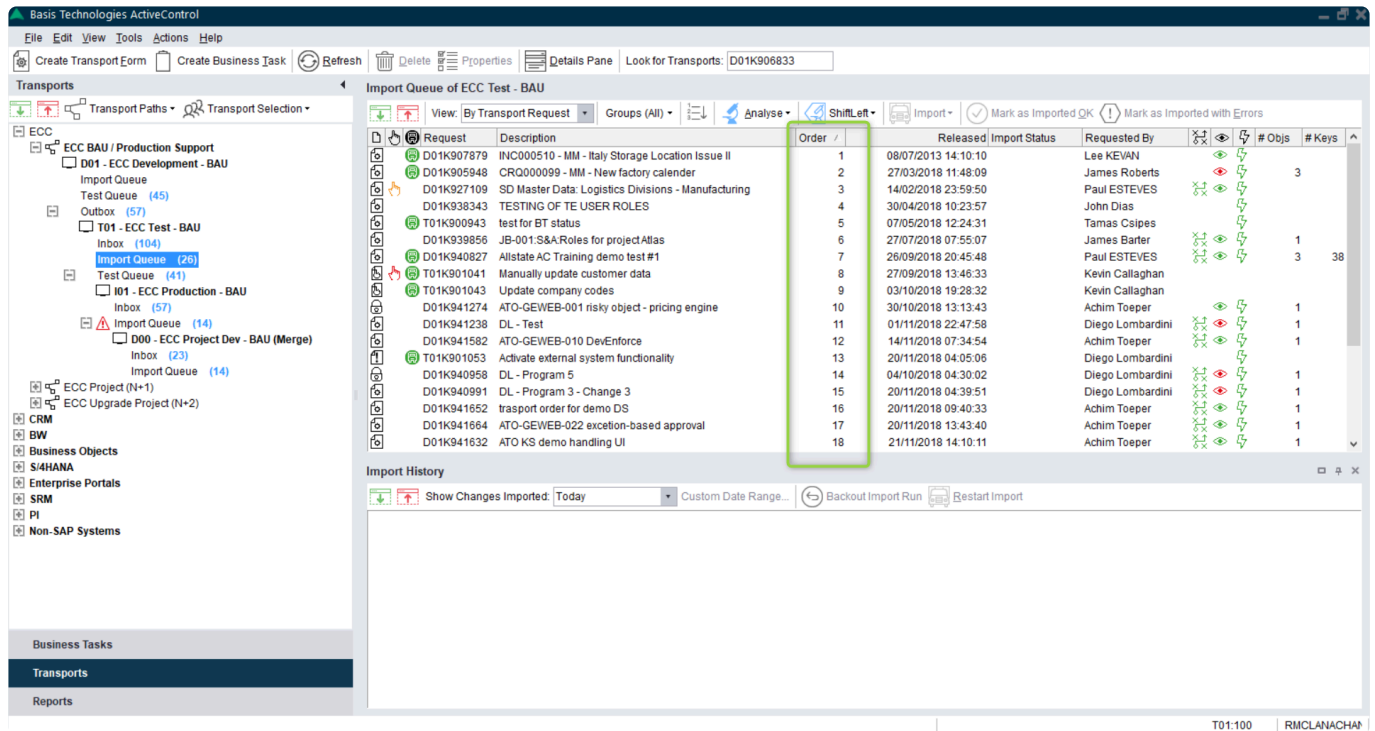 Basis Technologies ActiveControl
File Edit View Tools Actions Help
Create Transport Form Create Business Task Refresh Delete Properties Details Pane Look for Transports: D01K906833
Transports
Transport Paths Transport Selection
ECC
ECC BAU / Production Support
D01 - ECC Development - BAU
Import Queue
Test Queue (45)
Outbox (57)
T01 - ECC Test - BAU
Inbox (104)
Import Queue (26)
Test Queue (41)
I01 - ECC Production - BAU
Inbox (57)
Import Queue (14)
D00 - ECC Project Dev - BAU (Merge)
Inbox (23)
Import Queue (14)
ECC Project (N+1)
ECC Upgrade Project (N+2)
CRM
BW
Business Objects
S/4HANA
Enterprise Portals
SRM
PI
Non-SAP Systems
Business Tasks
Transports
Reports
Import Queue of ECC Test - BAU
View: By Transport Request Groups (All) Analyse ShiftLeft Import Mark as Imported OK Mark as Imported with Errors
Request Description Order Released Import Status Requested By # Objs # Keys
D01K907879 INC000510 - MM - Italy Storage Location Issue II 1 08/07/2013 14:10:10 Lee KEVAN
D01K905948 CRQ000099 - MM - New factory calender 2 27/03/2018 11:48:09 James Roberts 3
D01K927109 SD Master Data: Logistics Divisions - Manufacturing 3 14/02/2018 23:59:50 Paul ESTEVES
D01K938343 TESTING OF TE USER ROLES 4 30/04/2018 10:23:57 John Dias
T01K900943 test for BT status 5 07/05/2018 12:24:31 Tamas Csipes
D01K939856 JB-001:S&A:Roles for project Atlas 6 27/07/2018 07:55:07 James Barter 1
D01K940827 Allstate AC Training demo test #1 7 26/09/2018 20:45:48 Paul ESTEVES 3 38
T01K901041 Manually update customer data 8 27/09/2018 13:46:33 Kevin Callaghan
T01K901043 Update company codes 9 03/10/2018 19:28:32 Kevin Callaghan
D01K941274 ATO-GEWEB-001 risky object - pricing engine 10 30/10/2018 13:13:43 Achim Toeper 1
D01K941238 DL - Test 11 01/11/2018 22:47:58 Diego Lombardini 1
D01K941582 ATO-GEWEB-010 DevEnforce 12 14/11/2018 07:34:54 Achim Toeper 1
T01K901053 Activate external system functionality 13 20/11/2018 04:05:06 Diego Lombardini
D01K940958 DL - Program 5 14 04/10/2018 04:30:02 Diego Lombardini 1
D01K940991 DL - Program 3 - Change 3 15 20/11/2018 04:39:51 Diego Lombardini 1
D01K941652 trasport order for demo DS 16 20/11/2018 09:40:33 Achim Toeper 1
D01K941664 ATO-GEWEB-022 excetion-based approval 17 20/11/2018 13:43:40 Achim Toeper 1
D01K941632 ATO KS demo handling UI 18 21/11/2018 14:10:11 Achim Toeper 1
Import History
Show Changes Imported: Today Custom Date Range... Backout Import Run Restart Import
T01:100 RMCLANACHAN